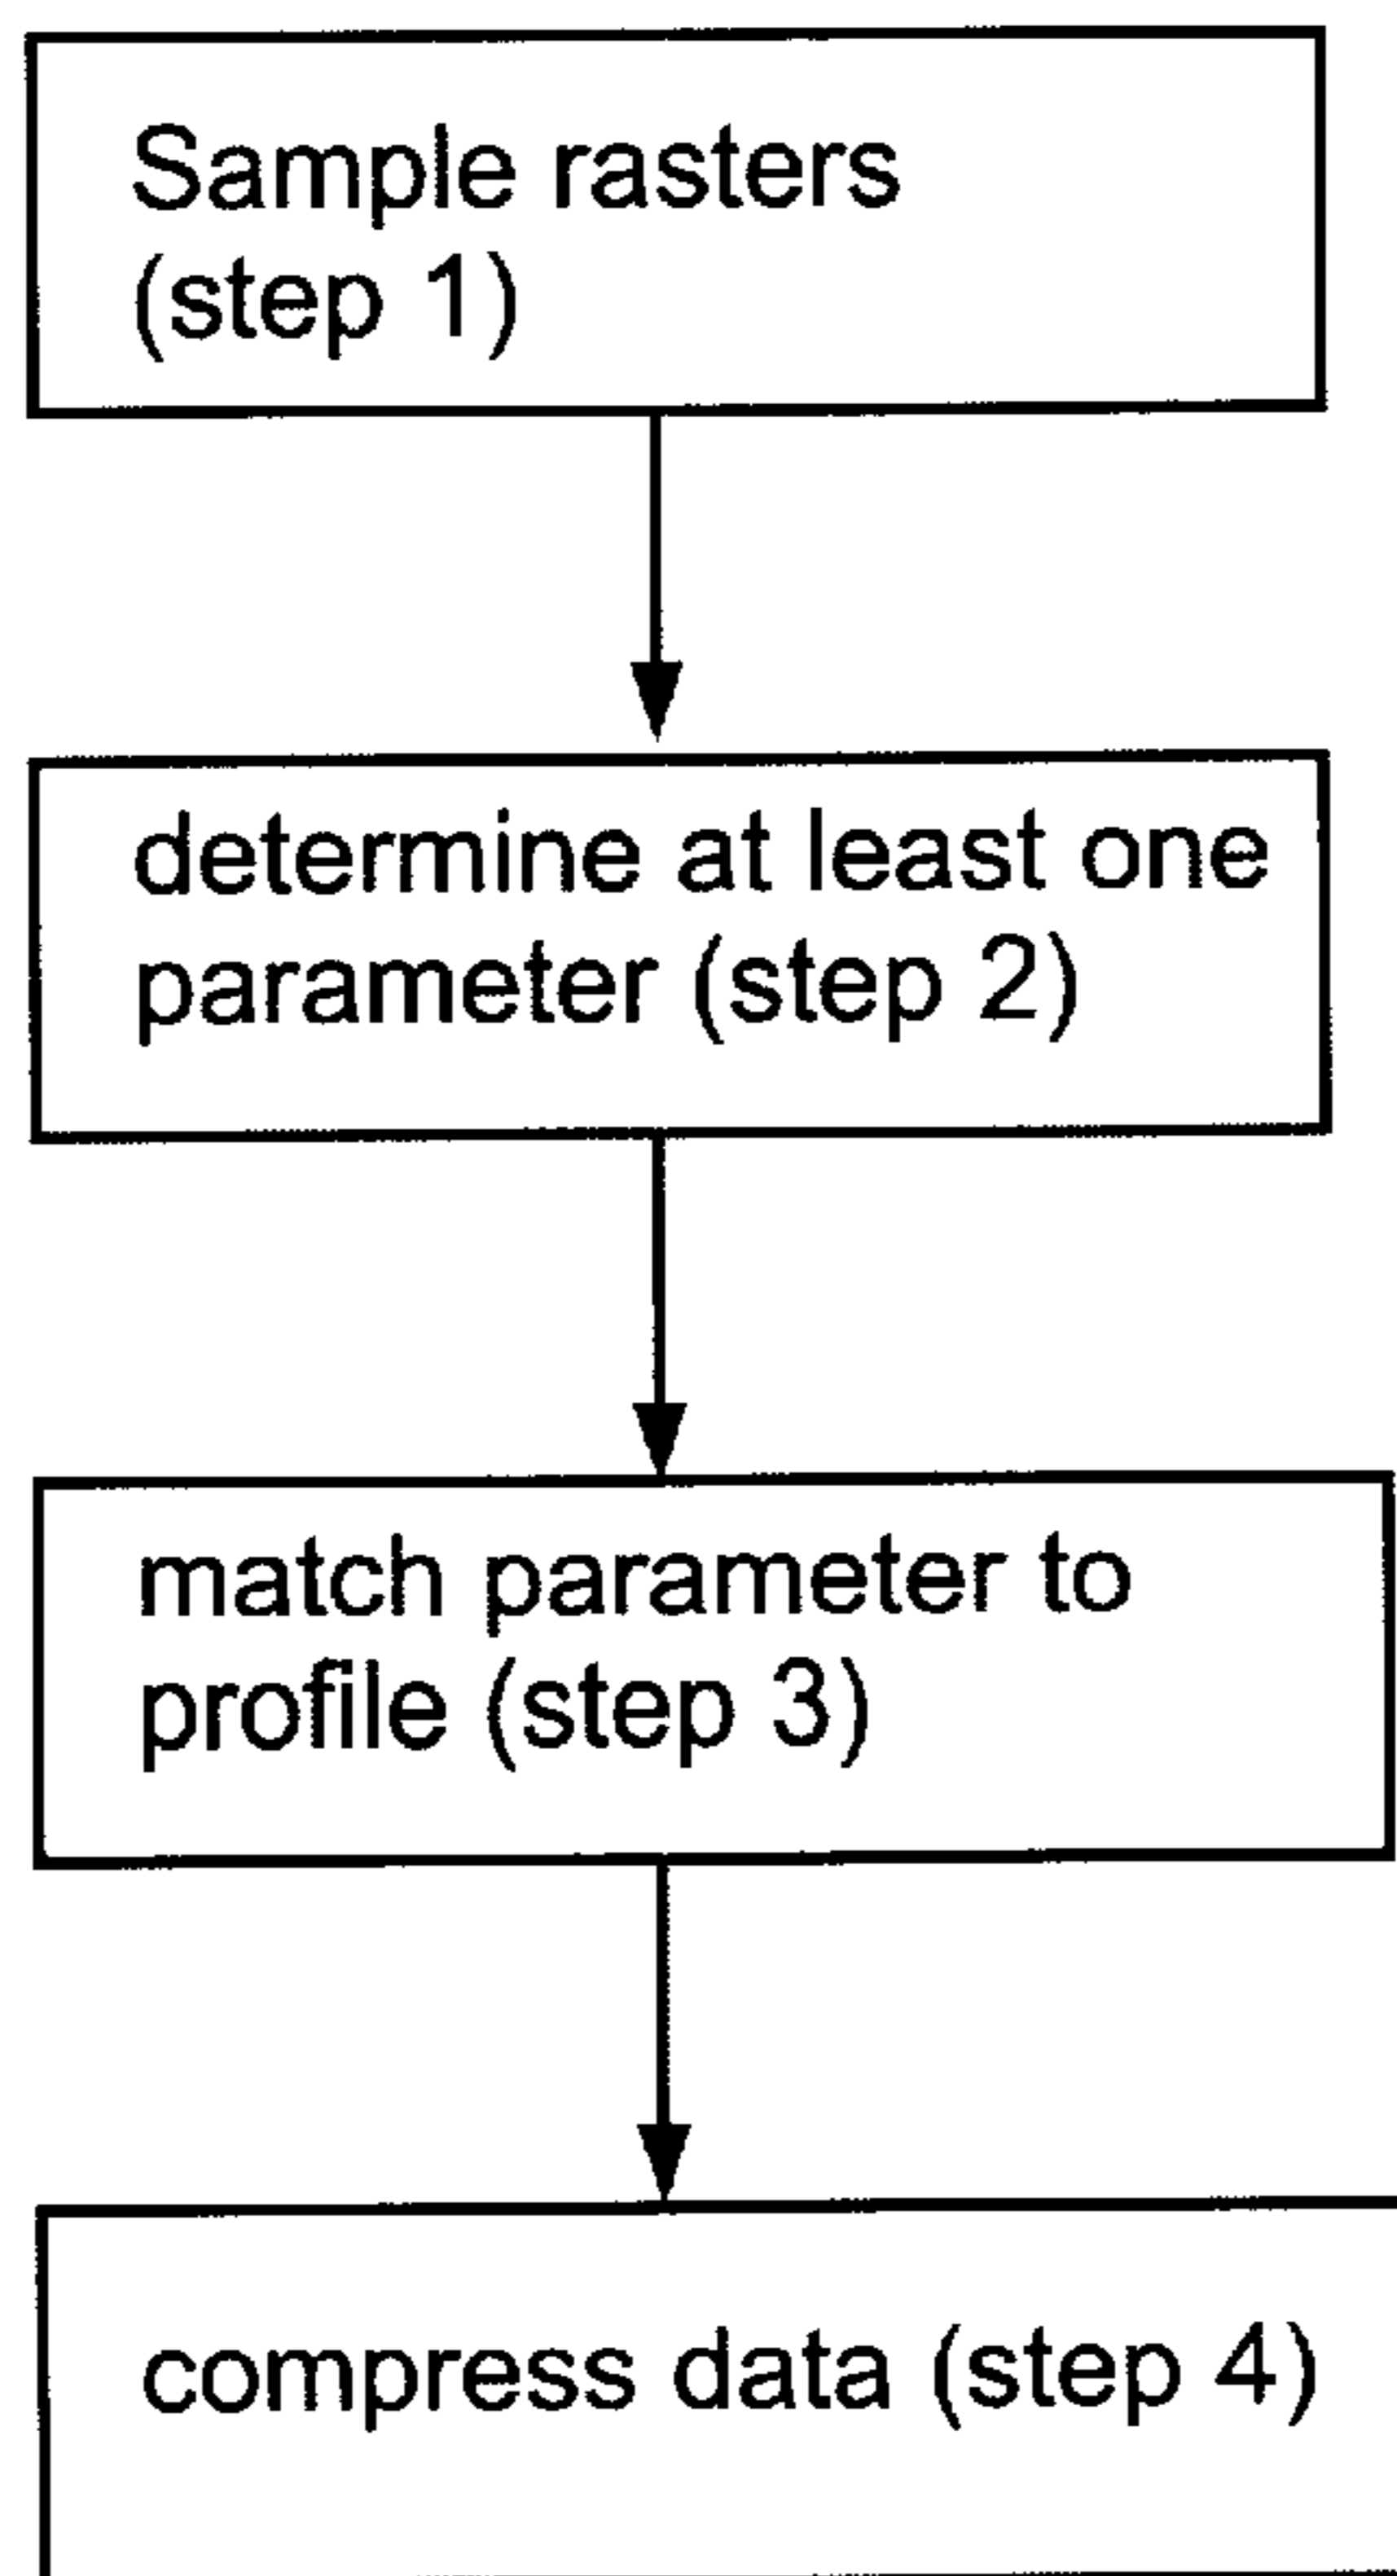 Sample rasters
(step 1)
determine at least one
parameter (step 2)
match parameter to
profile (step 3)
compress data (step 4)